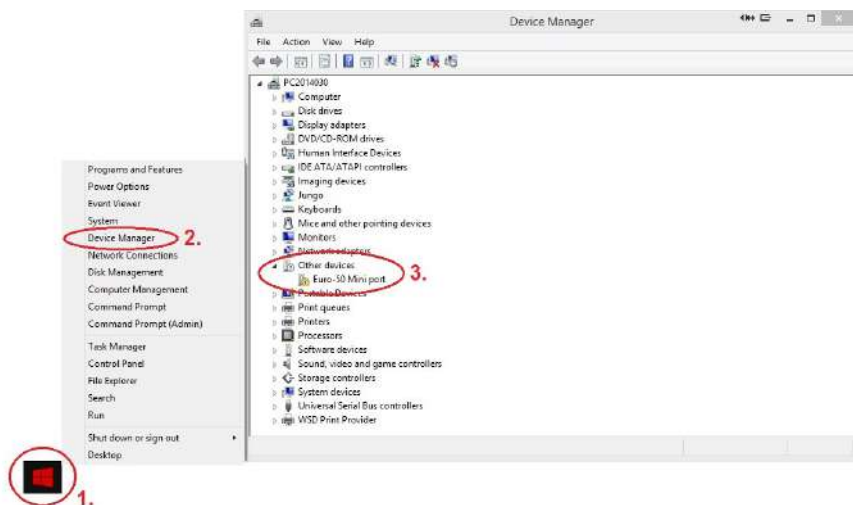 Device Manager
File Action View Help
PC2014030
Computer
Disk drives
Display adapters
DVD/CD-ROM drives
Human Interface Devices
IDE ATA/ATAPI controllers
Imaging devices
Jungo
Keyboards
Mice and other pointing devices
Monitors
Network adapters
Other devices
Euro-50 Mini port
Portable Devices
Print queues
Printers
Processors
Software devices
Sound, video and game controllers
Storage controllers
System devices
Universal Serial Bus controllers
WSD Print Provider
3.
Programs and Features
Power Options
Event Viewer
System
Device Manager
2.
Network Connections
Disk Management
Computer Management
Command Prompt
Command Prompt (Admin)
Task Manager
Control Panel
File Explorer
Search
Run
Shut down or sign out
Desktop
1.